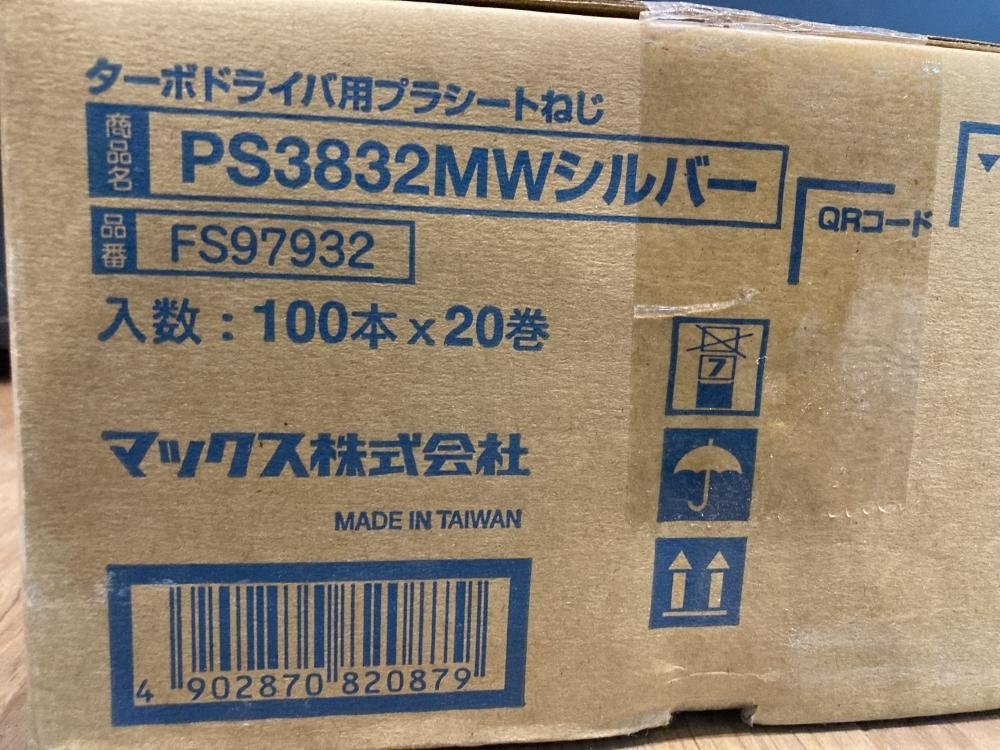 ターボドライバ用プラシートねじ
商品名 PS3832MWシルバー
品番 FS97932
QRコード
入数：100本x20巻
7
マックス株式会社
MADE IN TAIWAN
4 902870 820879